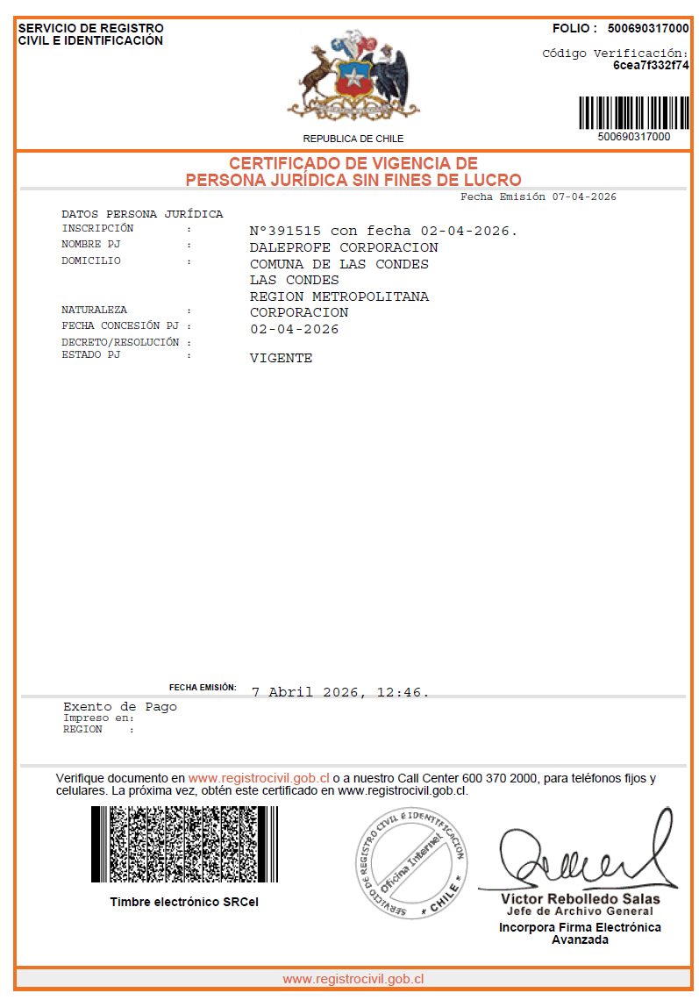 SERVICIO DE REGISTRO
CIVIL E IDENTIFICACIÓN
FOLIO : 500690317000
Código Verificación:
6cea7f332f74
500690317000
REPUBLICA DE CHILE
CERTIFICADO DE VIGENCIA DE
PERSONA JURÍDICA SIN FINES DE LUCRO
Fecha Emisión 07-04-2026
DATOS PERSONA JURÍDICA
INSCRIPCIÓN : N°391515 con fecha 02-04-2026.
NOMBRE PJ : DALEPROFE CORPORACION
DOMICILIO : COMUNA DE LAS CONDES
LAS CONDES
REGION METROPOLITANA
NATURALEZA : CORPORACION
FECHA CONCESIÓN PJ : 02-04-2026
DECRETO/RESOLUCIÓN :
ESTADO PJ : VIGENTE
FECHA EMISIÓN: 7 Abril 2026, 12:46.
Exento de Pago
Impreso en:
REGION :
Verifique documento en www.registrocivil.gob.cl o a nuestro Call Center 600 370 2000, para teléfonos fijos y
celulares. La próxima vez, obtén este certificado en www.registrocivil.gob.cl.
Timbre electrónico SRCeI
SERVICIO DE REGISTRO CIVIL E IDENTIFICACION
Oficina Internet
* CHILE *
Víctor Rebolledo Salas
Jefe de Archivo General
Incorpora Firma Electrónica
Avanzada
www.registrocivil.gob.cl